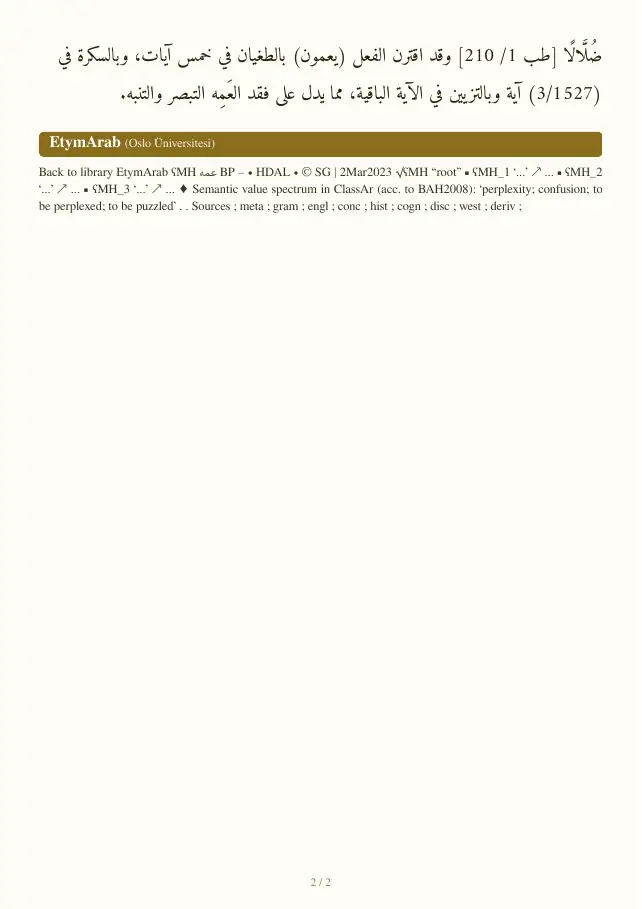 ضُلَّالًا [طب 1/ 210] وقد اقترن الفعل (يعمون) بالطغيان في خمس آيات، وبالسكرة في
(3/1527) آية وبالتزيين في الآية الباقية، مما يدل على فقد العَمِه التبصر والتنبه.
EtymArab (Oslo Üniversitesi)
Back to library EtymArab ʕMH عمه BP – • HDAL • © SG | 2Mar2023 √ʕMH “root” ▪ ʕMH_1 ‘…’ ↗ … ▪ ʕMH_2
‘…’ ↗ … ▪ ʕMH_3 ‘…’ ↗ … ♦ Semantic value spectrum in ClassAr (acc. to BAH2008): ‘perplexity; confusion; to
be perplexed; to be puzzled’ . . Sources ; meta ; gram ; engl ; conc ; hist ; cogn ; disc ; west ; deriv ;
2 / 2